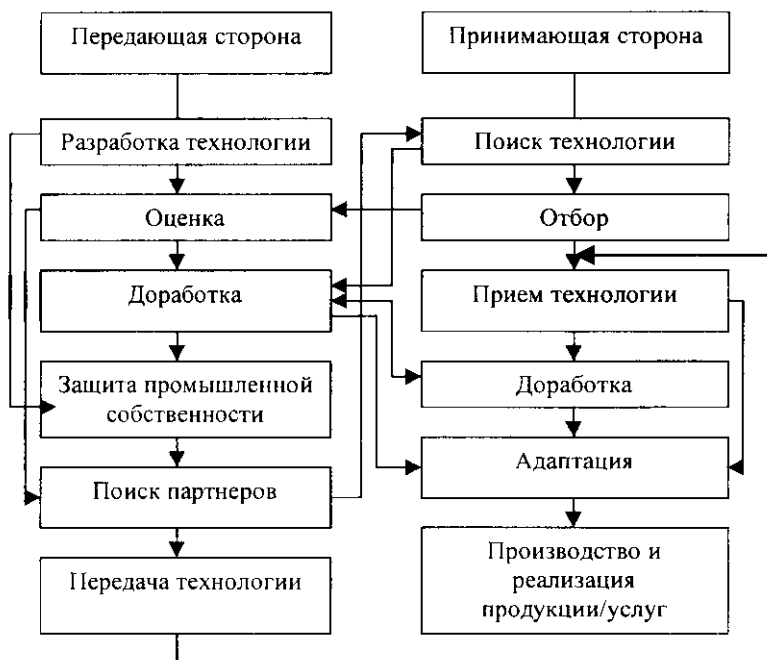 Передающая сторона
Разработка технологии
Оценка
Доработка
Защита промышленной
собственности
Поиск партнеров
Передача технологии
Принимающая сторона
Поиск технологии
Отбор
Прием технологии
Доработка
Адаптация
Производство и
реализация
продукции/услуг